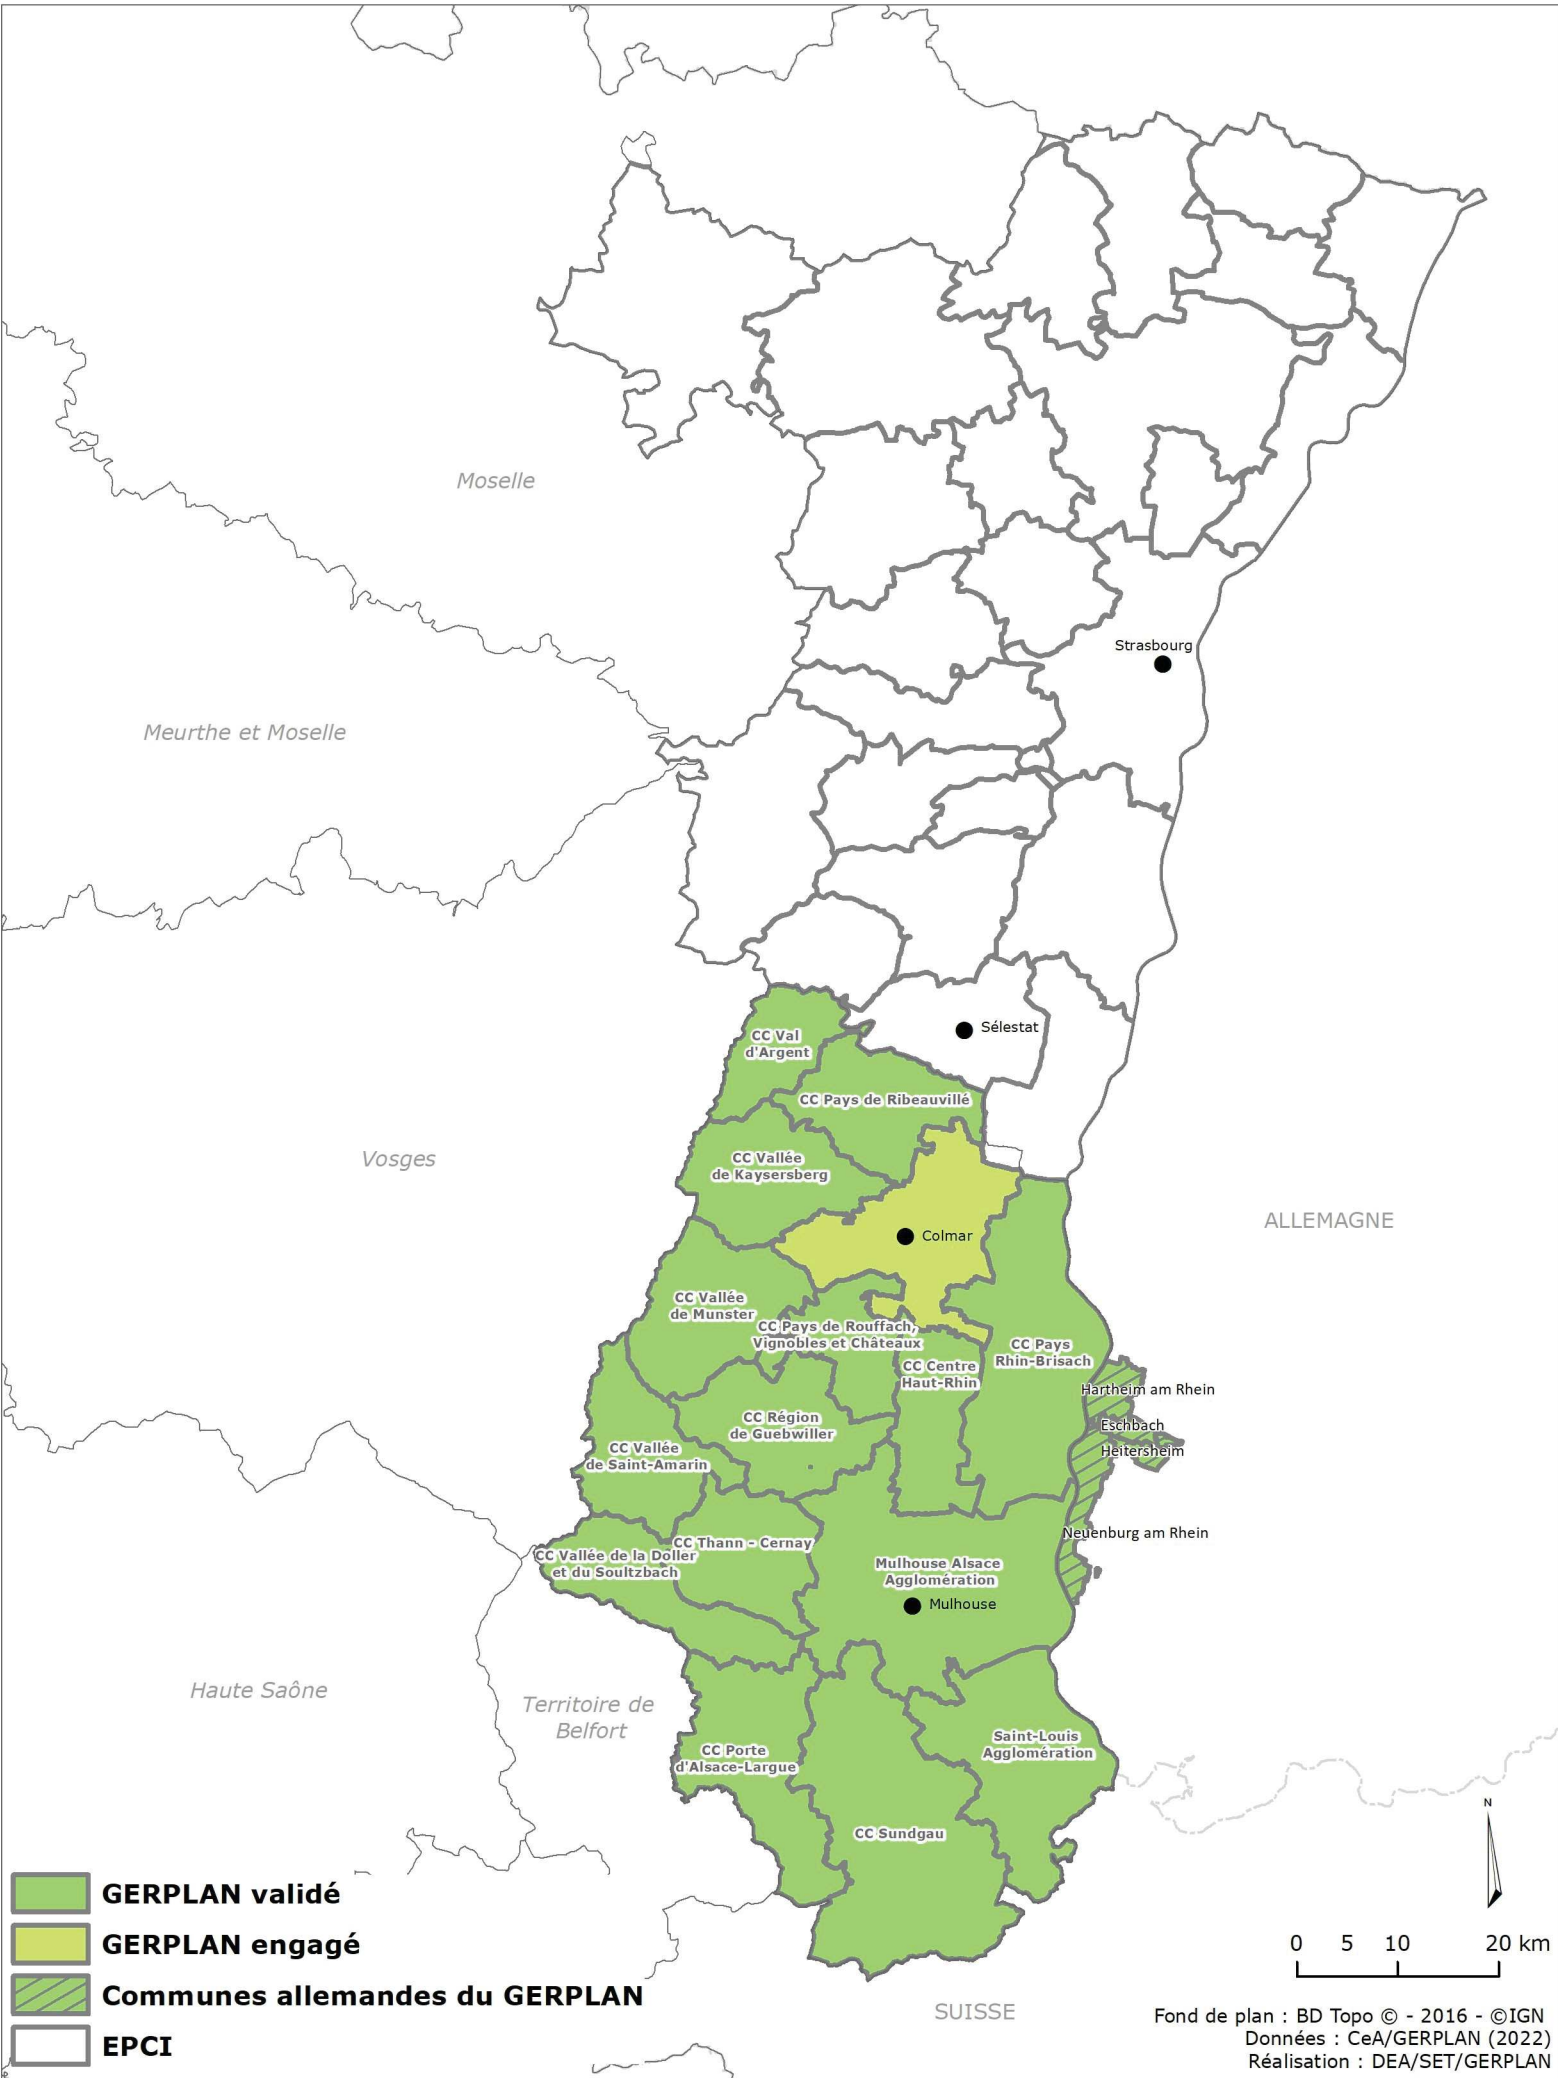 Moselle
Strasbourg
Meurthe et Moselle
Sélestat
CC Val
d'Argent
CC Pays de Ribeauvillé
Vosges
CC Vallée
de Kaysersberg
ALLEMAGNE
Colmar
CC Vallée
de Munster
CC Pays de Rouffach,
Vignobles et Châteaux
CC Pays
Rhin-Brisach
CC Centre
Haut-Rhin
Hartheim am Rhein
Eschbach
Heitersheim
CC Région
de Guebwiller
CC Vallée
de Saint-Amarin
Neuenburg am Rhein
CC Thann - Cernay
CC Vallée de la Doller
et du Soultzbach
Mulhouse Alsace
Agglomération
Mulhouse
Haute Saône
Territoire de
Belfort
CC Porte
d'Alsace-Largue
Saint-Louis
Agglomération
CC Sundgau
N
GERPLAN validé
GERPLAN engagé
Communes allemandes du GERPLAN
EPCI
0 5 10 20 km
SUISSE
Fond de plan : BD Topo © - 2016 - ©IGN
Données : CeA/GERPLAN (2022)
Réalisation : DEA/SET/GERPLAN